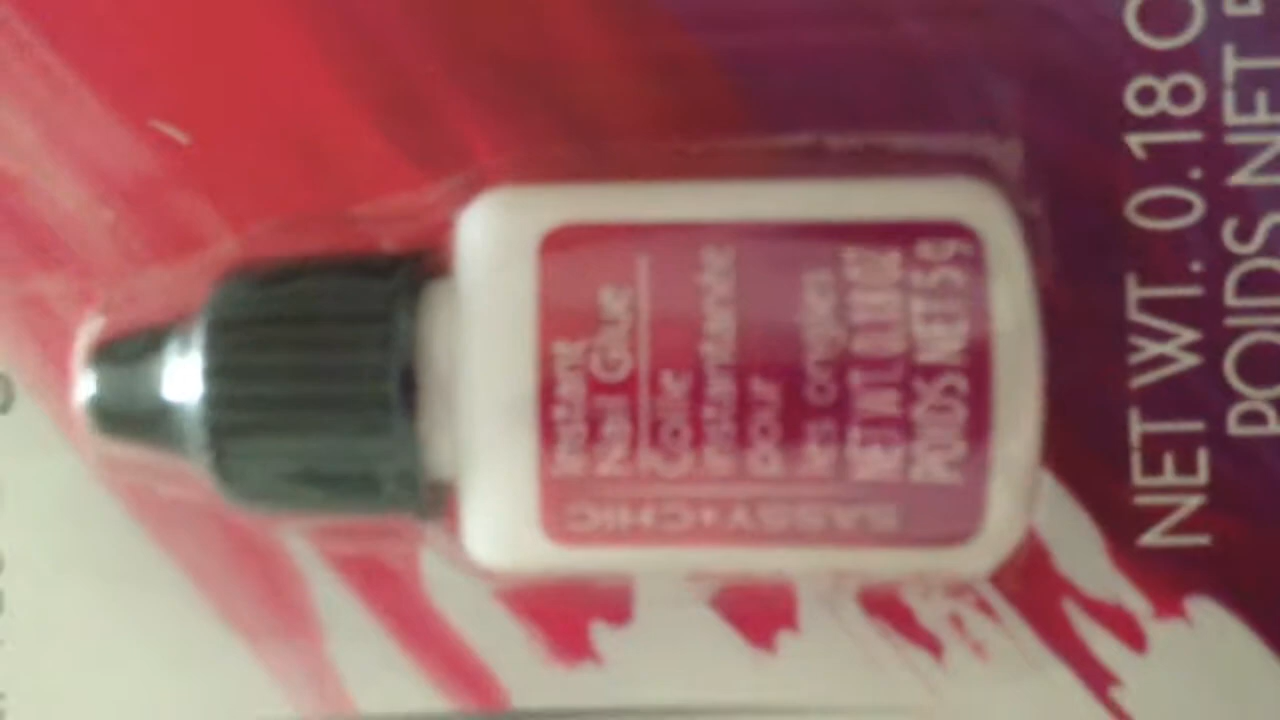 Instant
Nail Glue
Colle
instantanée
pour
les ongles
NET WT. 0.18 OZ
POIDS NET 5 g
SASSY+CHIC
NET WT. 0.18
POIDS NET